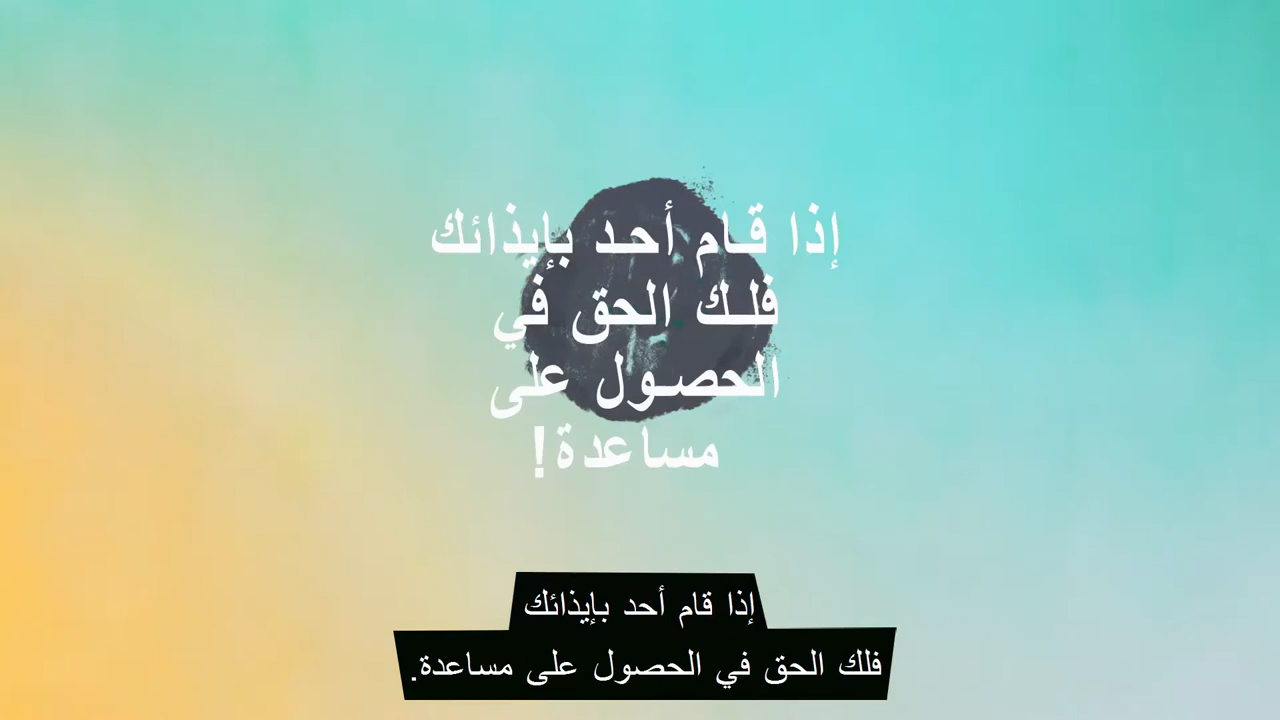 إذا قام أحد بإيذائك
فلك الحق في
الحصول على
مساعدة!
إذا قام أحد بإيذائك
فلك الحق في الحصول على مساعدة.